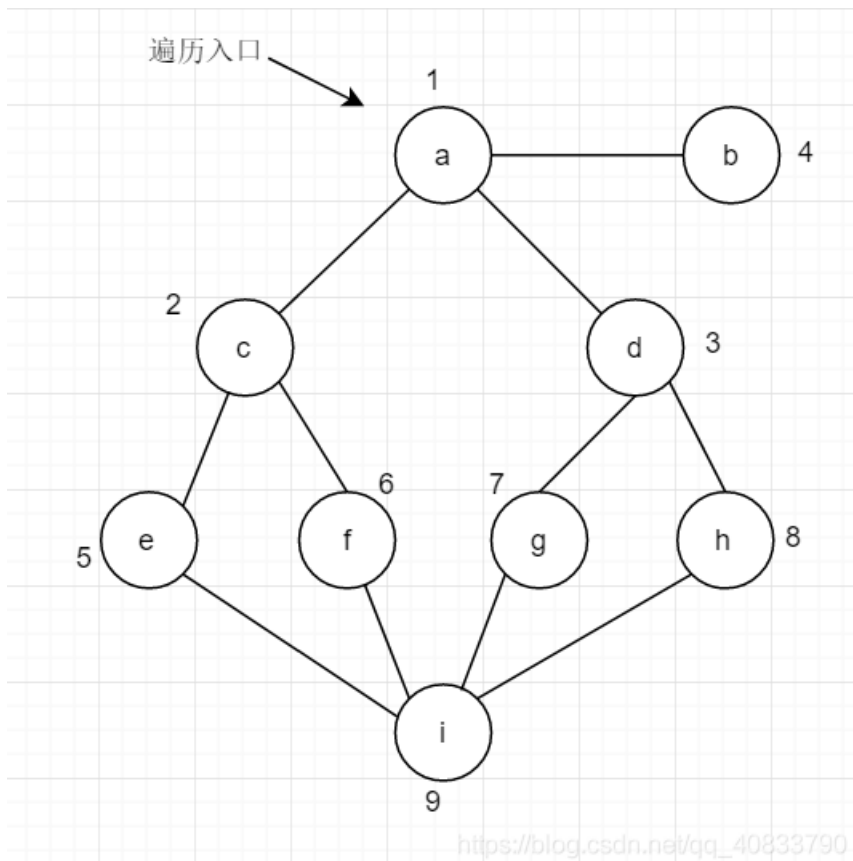 遍历入口
1
a
b
4
2
c
d
3
6
7
e
f
g
h
8
5
i
9
https://blog.csdn.net/qq_40833790